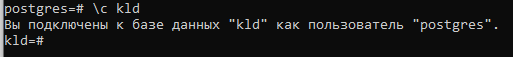 postgres=# \c kld
Вы подключены к базе данных "kld" как пользователь "postgres".
kld=#